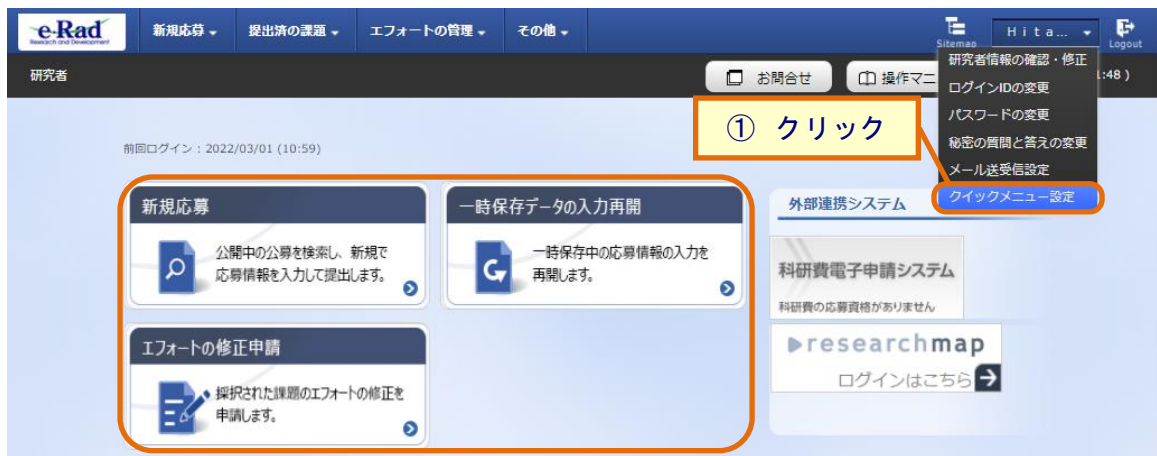 e-Rad
Research and Development
新規応募
提出済の課題
エフォートの管理
その他
Sitemap
Hita...
Logout
研究者
お問合せ
操作マニ
:48 )
研究者情報の確認・修正
ログインIDの変更
パスワードの変更
秘密の質問と答えの変更
メール送受信設定
クイックメニュー設定
① クリック
前回ログイン : 2022/03/01 (10:59)
新規応募
公開中の公募を検索し、新規で
応募情報を入力して提出します。
一時保存データの入力再開
一時保存中の応募情報の入力を
再開します。
エフォートの修正申請
採択された課題のエフォートの修正を
申請します。
外部連携システム
科研費電子申請システム
科研費の応募資格がありません
researchmap
ログインはこちら